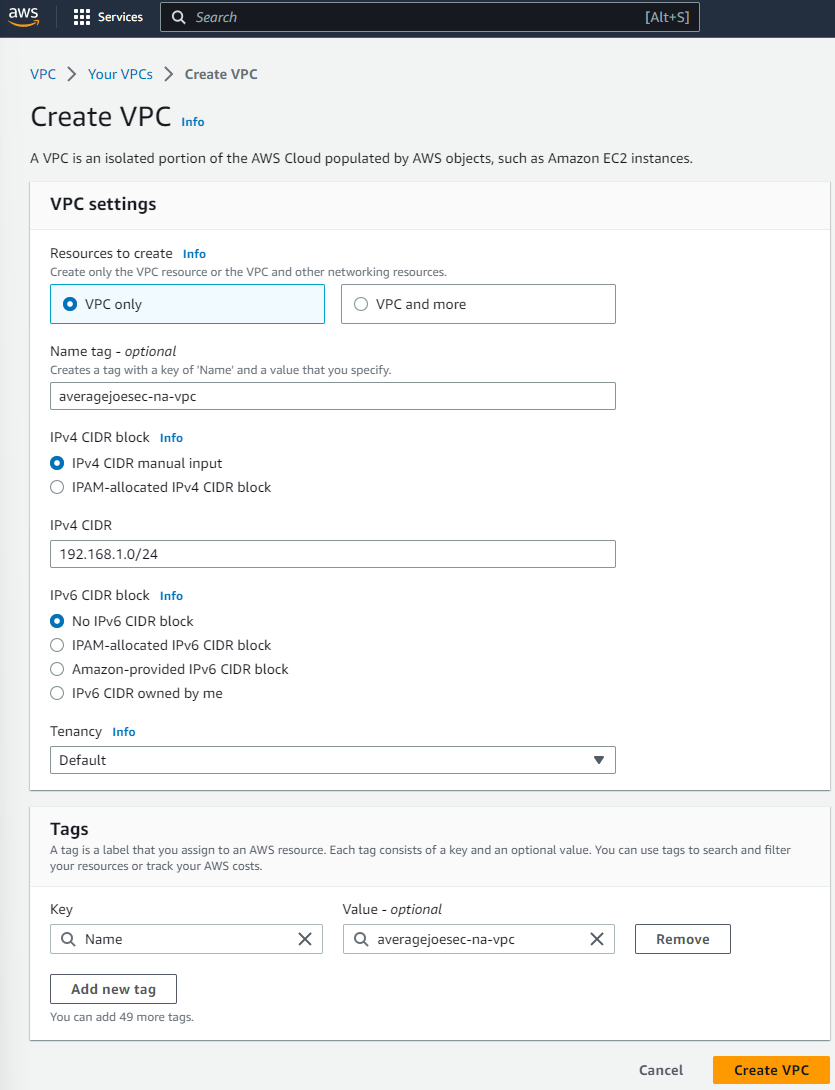 aws Services Search [Alt+S]
VPC > Your VPCs > Create VPC
Create VPC Info
A VPC is an isolated portion of the AWS Cloud populated by AWS objects, such as Amazon EC2 instances.
VPC settings
Resources to create Info
Create only the VPC resource or the VPC and other networking resources.
VPC only VPC and more
Name tag - optional
Creates a tag with a key of 'Name' and a value that you specify.
averagejoesec-na-vpc
IPv4 CIDR block Info
IPv4 CIDR manual input
IPAM-allocated IPv4 CIDR block
IPv4 CIDR
192.168.1.0/24
IPv6 CIDR block Info
No IPv6 CIDR block
IPAM-allocated IPv6 CIDR block
Amazon-provided IPv6 CIDR block
IPv6 CIDR owned by me
Tenancy Info
Default
Tags
A tag is a label that you assign to an AWS resource. Each tag consists of a key and an optional value. You can use tags to search and filter
your resources or track your AWS costs.
Key Value - optional
Name averagejoesec-na-vpc Remove
Add new tag
You can add 49 more tags.
Cancel Create VPC